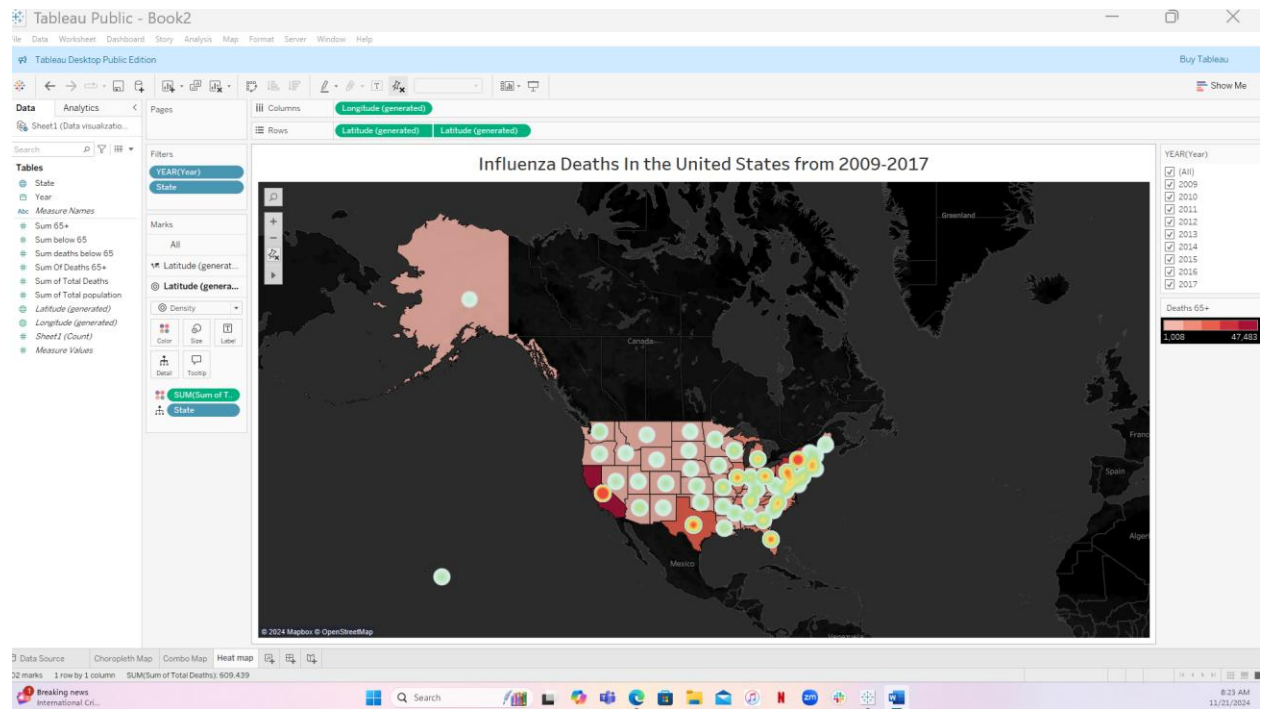 Tableau Public - Book2
File Data Worksheet Dashboard Story Analysis Map Format Server Window Help
Tableau Desktop Public Edition
Buy Tableau
Show Me
Data Analytics
Sheet1 (Data visualizatio...
Search
Tables
State
Year
Abc Measure Names
Sum 65+
Sum below 65
Sum deaths below 65
Sum Of Deaths 65+
Sum of Total Deaths
Sum of Total population
Latitude (generated)
Longitude (generated)
Sheet1 (Count)
Measure Values
Pages
Filters
YEAR(Year)
State
Marks
All
Latitude (generat...
Latitude (genera...
Density
Color Size Label
Detail Tooltip
SUM(Sum of T..
State
Columns Longitude (generated)
Rows Latitude (generated) Latitude (generated)
Influenza Deaths In the United States from 2009-2017
Greenland
Canada
Franc
Spain
Alger
Mexico
Venezuela
© 2024 Mapbox © OpenStreetMap
YEAR(Year)
(All)
2009
2010
2011
2012
2013
2014
2015
2016
2017
Deaths 65+
1,008 47,483
Data Source Choropleth Map Combo Map Heat map
02 marks 1 row by 1 column SUM(Sum of Total Deaths): 609,439
Breaking news
International Cri...
Search
8:23 AM
11/21/2024